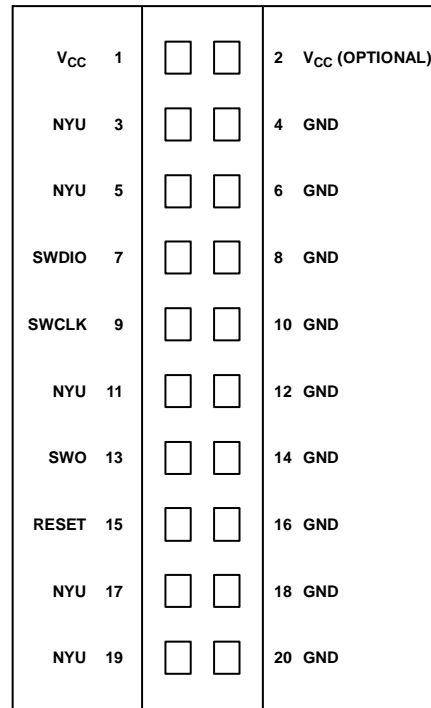 VCC 1 2 VCC (OPTIONAL)
NYU 3 4 GND
NYU 5 6 GND
SWDIO 7 8 GND
SWCLK 9 10 GND
NYU 11 12 GND
SWO 13 14 GND
RESET 15 16 GND
NYU 17 18 GND
NYU 19 20 GND